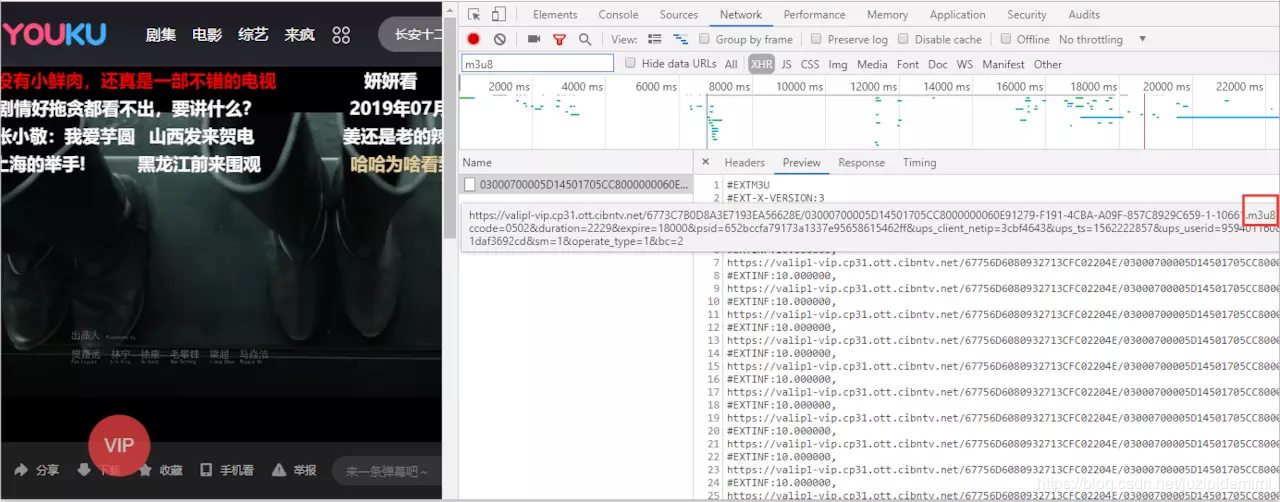 YOUKU 剧集 电影 综艺 来疯 长安十二
没有小鲜肉，还真是一部不错的电视 妍妍看
剧情好拖沓都看不出，要讲什么？ 2019年07月
张小敬：我爱芋圆 山西发来贺电 姜还是老的辣
上海的举手! 黑龙江前来围观 哈哈为啥看到
出品人 Presented by
VIP
分享 下载 收藏 手机看 举报 来一条弹幕吧~
Elements Console Sources Network Performance Memory Application Security Audits
View: Group by frame Preserve log Disable cache Offline No throttling
m3u8 Hide data URLs All XHR JS CSS Img Media Font Doc WS Manifest Other
2000 ms 4000 ms 6000 ms 8000 ms 10000 ms 12000 ms 14000 ms 16000 ms 18000 ms 20000 ms 22000 ms
Name × Headers Preview Response Timing
03000700005D14501705CC8000000060E...
1 #EXTM3U
2 #EXT-X-VERSION:3
https://valipl-vip.cp31.ott.cibntv.net/6773C7B0D8A3E7193EA56628E/03000700005D14501705CC8000000060E91279-F191-4CBA-A09F-857C8929C659-1-10661.m3u8
ccode=0502&duration=2229&expire=18000&psid=652bccfa79173a1337e95658615462ff&ups_client_netip=3cbf4643&ups_ts=1562222857&ups_userid=959401160&
1daf3692cd&sm=1&operate_type=1&bc=2
7 https://valipl-vip.cp31.ott.cibntv.net/67756D6080932713CFC02204E/03000700005D14501705CC8000
8 #EXTINF:10.000000,
9 https://valipl-vip.cp31.ott.cibntv.net/67756D6080932713CFC02204E/03000700005D14501705CC8000
10 #EXTINF:10.000000,
11 https://valipl-vip.cp31.ott.cibntv.net/67756D6080932713CFC02204E/03000700005D14501705CC8000
12 #EXTINF:10.000000,
13 https://valipl-vip.cp31.ott.cibntv.net/67756D6080932713CFC02204E/03000700005D14501705CC8000
14 #EXTINF:10.000000,
15 https://valipl-vip.cp31.ott.cibntv.net/67756D6080932713CFC02204E/03000700005D14501705CC8000
16 #EXTINF:10.000000,
17 https://valipl-vip.cp31.ott.cibntv.net/67756D6080932713CFC02204E/03000700005D14501705CC8000
18 #EXTINF:10.000000,
19 https://valipl-vip.cp31.ott.cibntv.net/67756D6080932713CFC02204E/03000700005D14501705CC8000
20 #EXTINF:10.000000,
21 https://valipl-vip.cp31.ott.cibntv.net/67756D6080932713CFC02204E/03000700005D14501705CC8000
22 #EXTINF:10.000000,
23 https://valipl-vip.cp31.ott.cibntv.net/67756D6080932713CFC02204E/03000700005D14501705CC8000
24 #EXTINF:10.000000,
25 https://valipl-vip.cp31.ott.cibntv.net/67756D6080932713CFC02204E/03000700005D14501705CC8000
https://blog.csdn.net/luzipidemimi